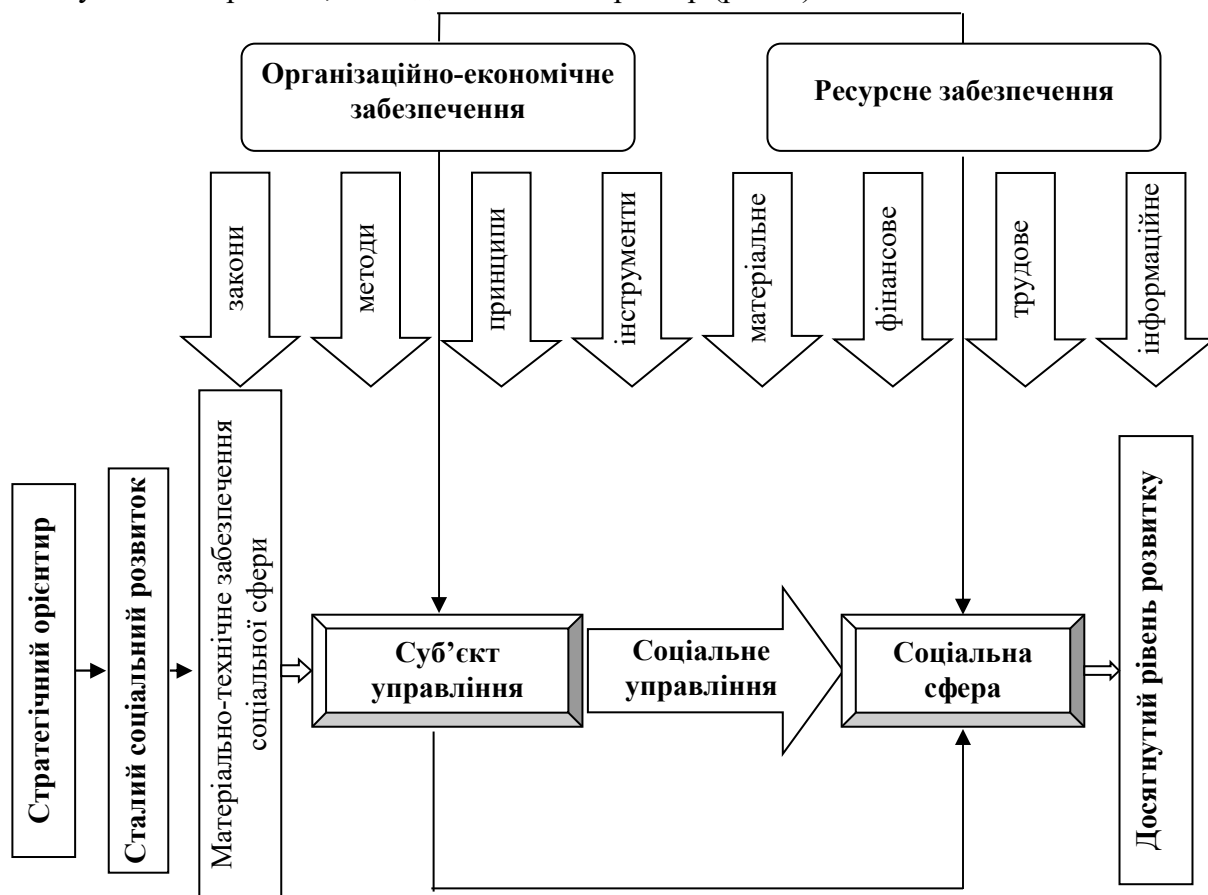 Організаційно-економічне
забезпечення
Ресурсне забезпечення
закони
методи
принципи
інструменти
матеріальне
фінансове
трудове
інформаційне
Стратегічний орієнтир
Сталий соціальний розвиток
Матеріально-технічне забезпечення
соціальної сфери
Суб’єкт
управління
Соціальне
управління
Соціальна
сфера
Досягнутий рівень розвитку